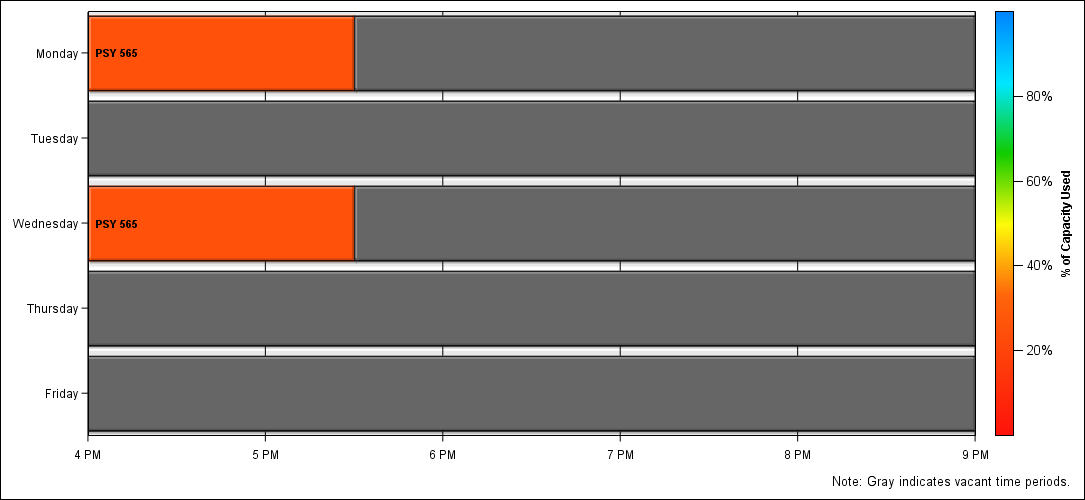 Monday
PSY 565
Tuesday
Wednesday
PSY 565
Thursday
Friday
4 PM
5 PM
6 PM
7 PM
8 PM
9 PM
80%
60%
40%
20%
% of Capacity Used
Note: Gray indicates vacant time periods.